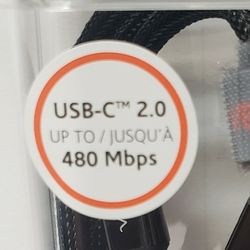 USB-C™ 2.0
UP TO / JUSQU'À
480 Mbps